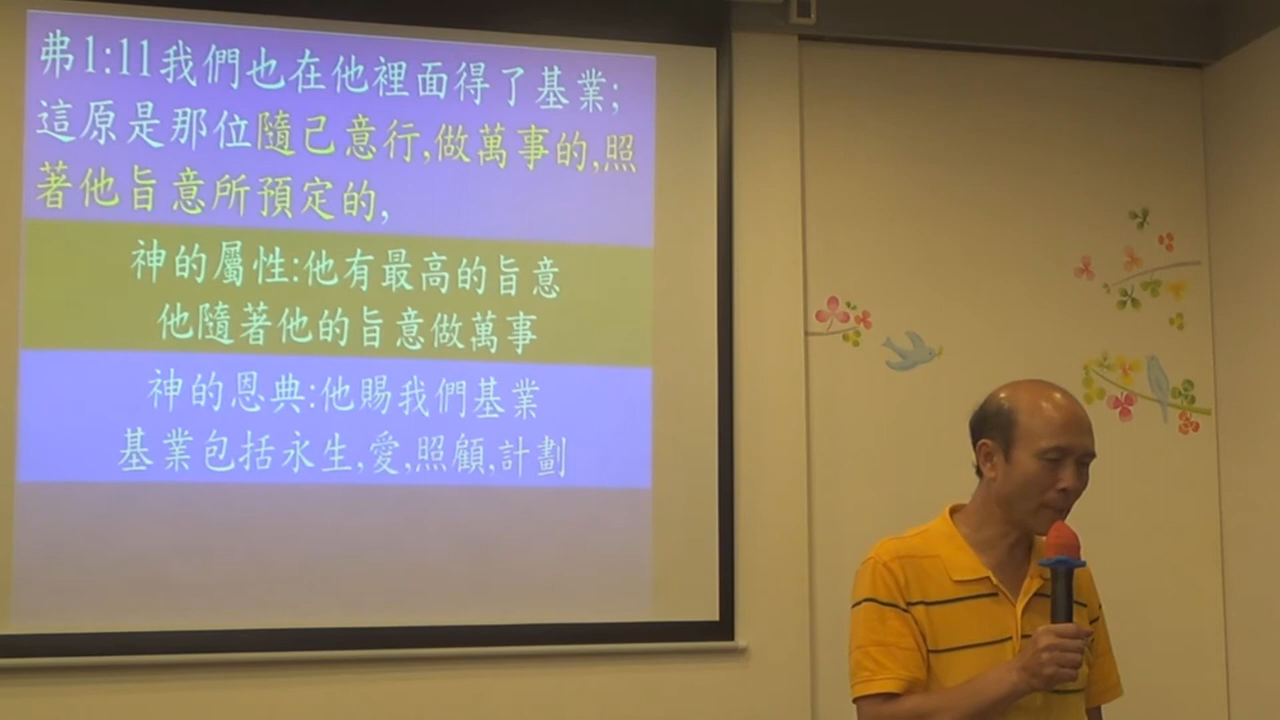 弗1:11我們也在他裡面得了基業;
這原是那位隨己意行,做萬事的,照
著他旨意所預定的,
神的屬性:他有最高的旨意
他隨著他的旨意做萬事
神的恩典:他賜我們基業
基業包括永生,愛,照顧,計劃